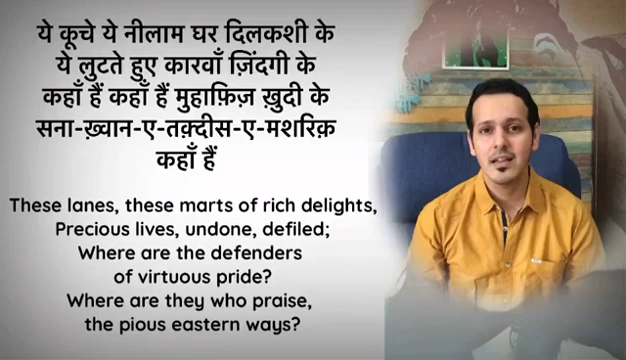 ये कूचे ये नीलाम घर दिलकशी के
ये लुटते हुए कारवाँ ज़िंदगी के
कहाँ हैं कहाँ हैं मुहाफ़िज़ ख़ुदी के
सना-ख़्वान-ए-तक़्दीस-ए-मशरिक़
कहाँ हैं
These lanes, these marts of rich delights,
Precious lives, undone, defiled;
Where are the defenders
of virtuous pride?
Where are they who praise,
the pious eastern ways?